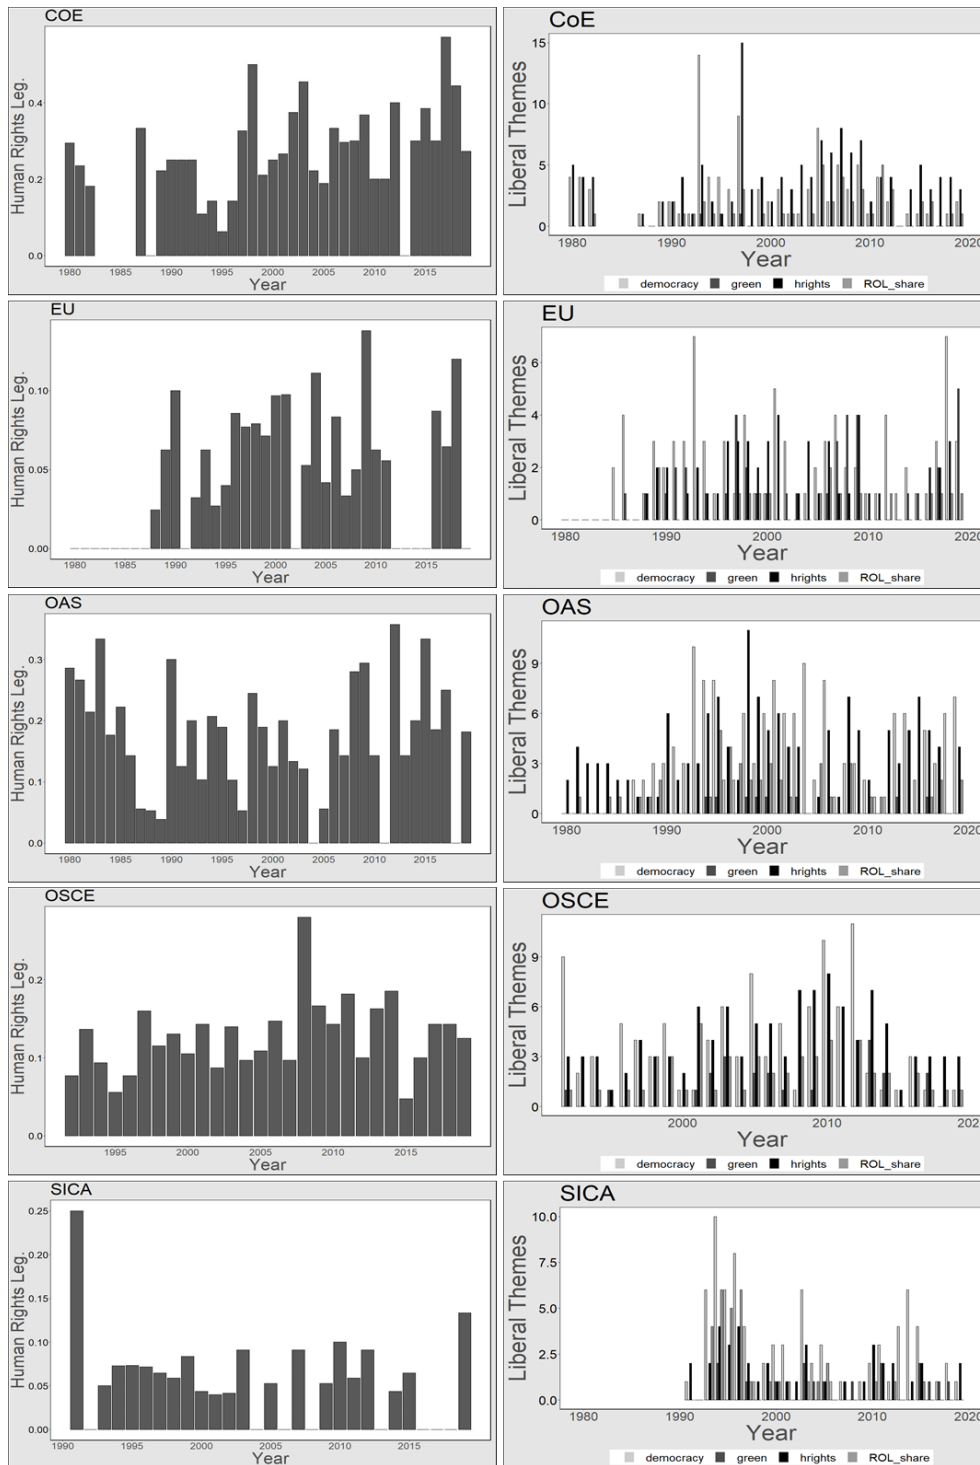 COE
Human Rights Leg.
0.4
0.2
0.0
1980 1985 1990 1995 2000 2005 2010 2015
Year
CoE
Liberal Themes
15
10
5
0
1980 1990 2000 2010 2020
Year
democracy green hrights ROL_share
EU
Human Rights Leg.
0.10
0.05
0.00
1980 1985 1990 1995 2000 2005 2010 2015
Year
EU
Liberal Themes
6
4
2
0
1980 1990 2000 2010 2020
Year
democracy green hrights ROL_share
OAS
Human Rights Leg.
0.3
0.2
0.1
0.0
1980 1985 1990 1995 2000 2005 2010 2015
Year
OAS
Liberal Themes
9
6
3
0
1980 1990 2000 2010 2020
Year
democracy green hrights ROL_share
OSCE
Human Rights Leg.
0.2
0.1
0.0
1995 2000 2005 2010 2015
Year
OSCE
Liberal Themes
9
6
3
0
2000 2010 202
Year
democracy green hrights ROL_share
SICA
Human Rights Leg.
0.25
0.20
0.15
0.10
0.05
0.00
1990 1995 2000 2005 2010 2015
Year
SICA
Liberal Themes
10.0
7.5
5.0
2.5
0.0
1980 1990 2000 2010 2020
Year
democracy green hrights ROL_share